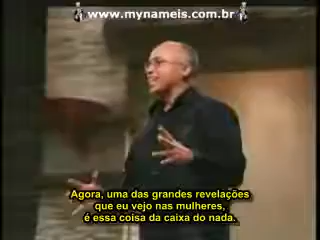 www.mynameis.com.br
Agora, uma das grandes revelações
que eu vejo nas mulheres,
é essa coisa da caixa do nada.